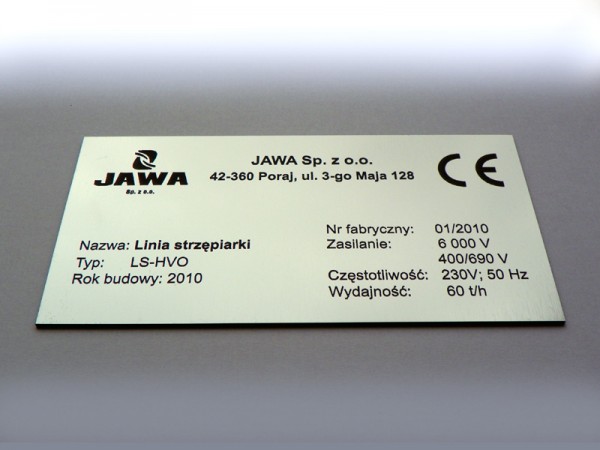 JAWA
Sp. z o.o.
JAWA Sp. z o.o.
42-360 Poraj, ul. 3-go Maja 128
CE
Nazwa: Linia strzępiarki
Typ: LS-HVO
Rok budowy: 2010
Nr fabryczny: 01/2010
Zasilanie: 6 000 V
400/690 V
Częstotliwość: 230V; 50 Hz
Wydajność: 60 t/h